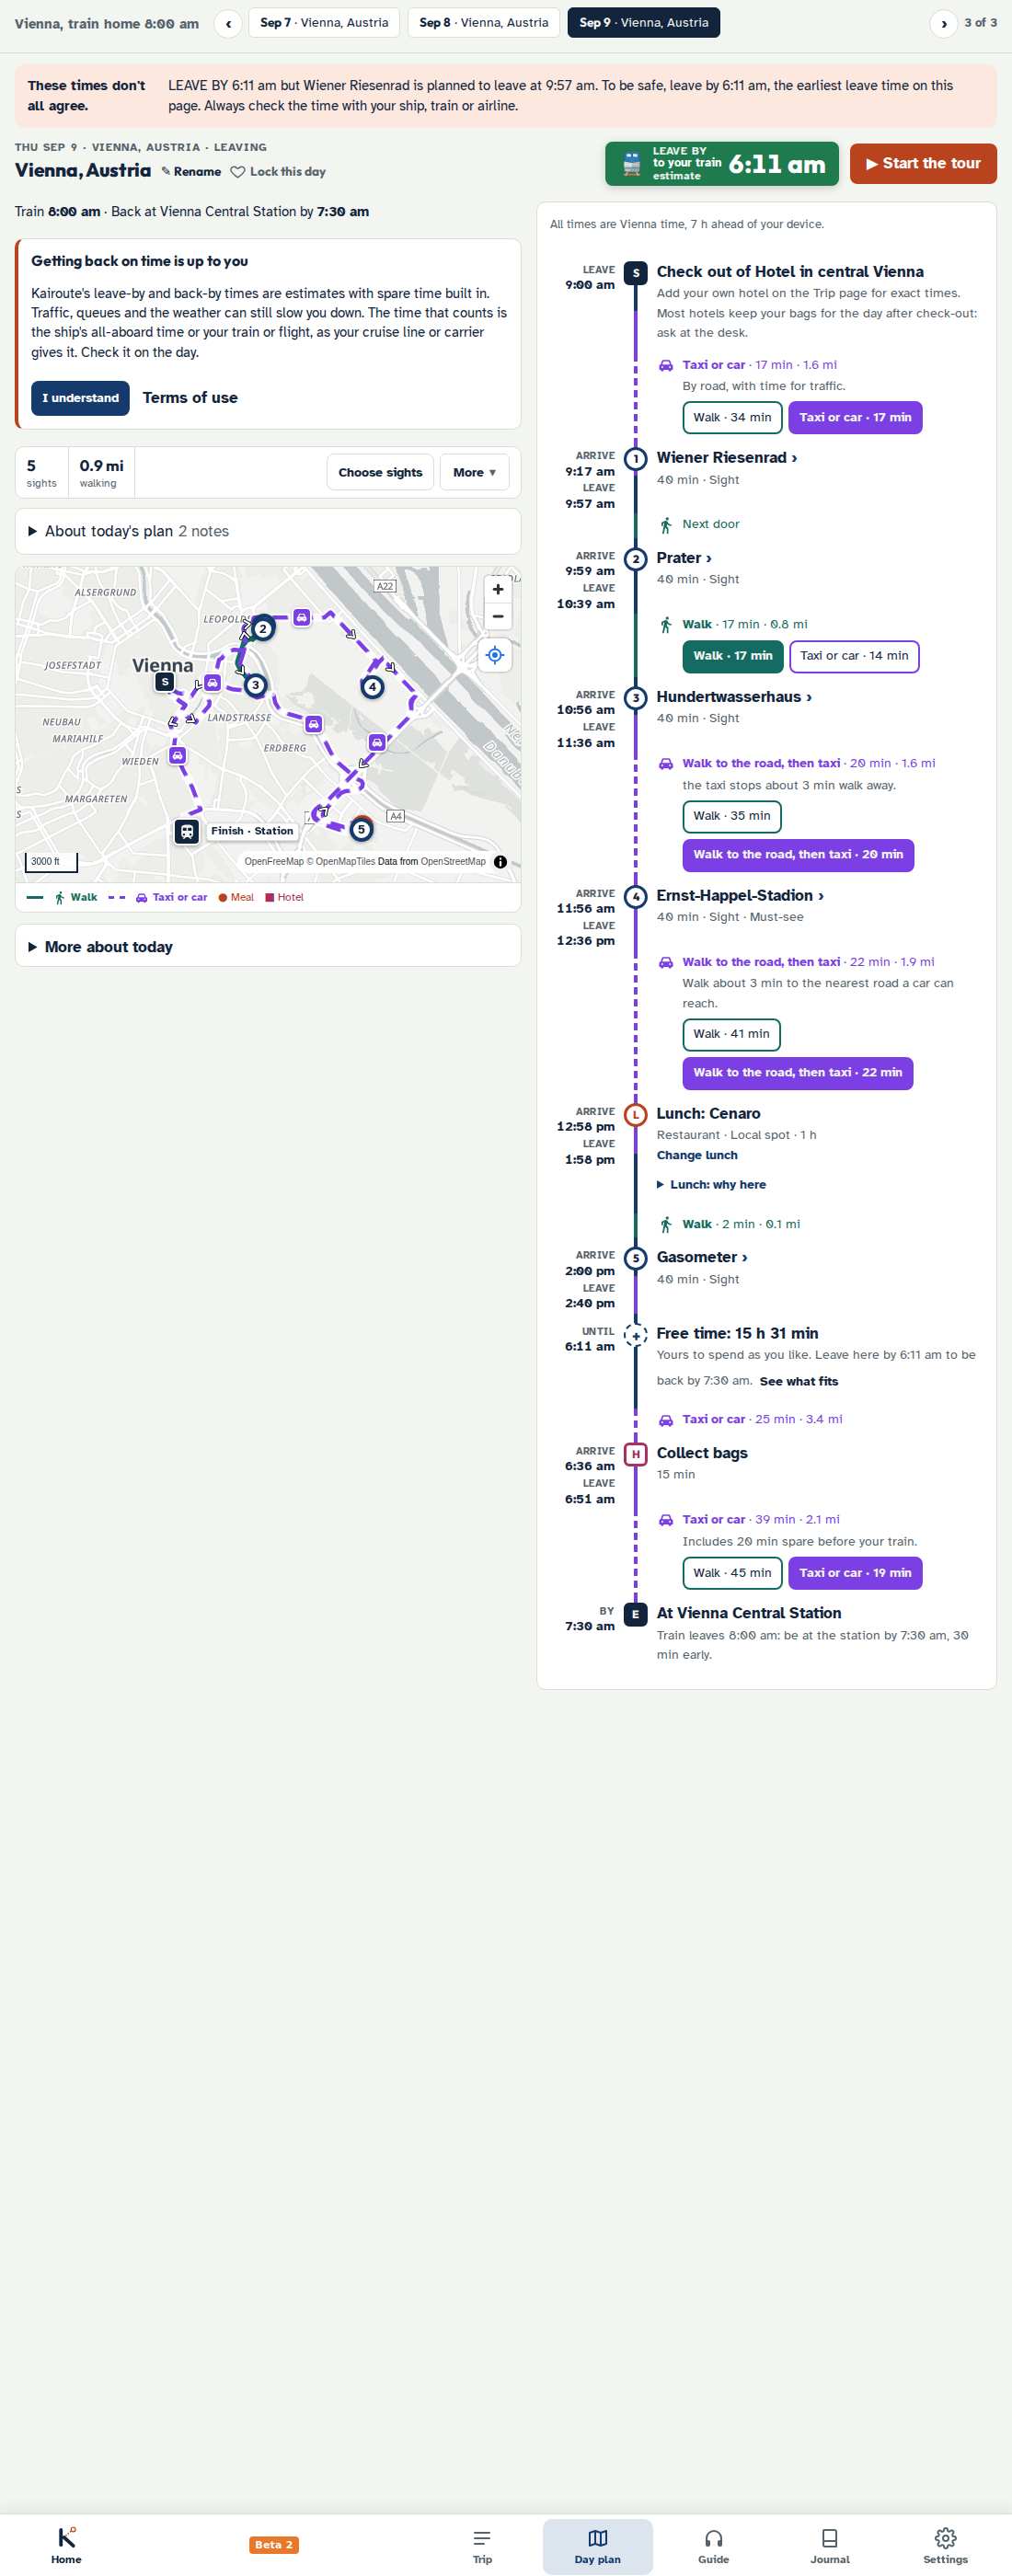 Vienna, train home 8:00 am
‹
Sep 7 · Vienna, Austria
Sep 8 · Vienna, Austria
Sep 9 · Vienna, Austria
›
3 of 3
These times don't all agree.
LEAVE BY 6:11 am but Wiener Riesenrad is planned to leave at 9:57 am. To be safe, leave by 6:11 am, the earliest leave time on this
page. Always check the time with your ship, train or airline.
THU SEP 9 · VIENNA, AUSTRIA · LEAVING
Vienna, Austria
✎ Rename
Lock this day
LEAVE BY
to your train
estimate
6:11 am
▶ Start the tour
Train 8:00 am · Back at Vienna Central Station by 7:30 am
Getting back on time is up to you
Kairoute's leave-by and back-by times are estimates with spare time built in.
Traffic, queues and the weather can still slow you down. The time that counts is
the ship's all-aboard time or your train or flight, as your cruise line or carrier
gives it. Check it on the day.
I understand
Terms of use
5
sights
0.9 mi
walking
Choose sights
More ▾
▶ About today's plan 2 notes
ALSERGRUND
A22
LEOPOLD
JOSEFSTADT
Vienna
S
2
3
4
NEUBAU
MARIAHILF
LANDSTRASSE
ERDBERG
WIEDEN
MARGARETEN
S
S
A4
5
Finish · Station
+
−
3000 ft
OpenFreeMap © OpenMapTiles Data from OpenStreetMap
Walk
Taxi or car
Meal
Hotel
▶ More about today
All times are Vienna time, 7 h ahead of your device.
LEAVE
9:00 am
S
Check out of Hotel in central Vienna
Add your own hotel on the Trip page for exact times.
Most hotels keep your bags for the day after check-out:
ask at the desk.
Taxi or car · 17 min · 1.6 mi
By road, with time for traffic.
Walk · 34 min
Taxi or car · 17 min
ARRIVE
9:17 am
LEAVE
9:57 am
1
Wiener Riesenrad ›
40 min · Sight
Next door
ARRIVE
9:59 am
LEAVE
10:39 am
2
Prater ›
40 min · Sight
Walk · 17 min · 0.8 mi
Walk · 17 min
Taxi or car · 14 min
ARRIVE
10:56 am
LEAVE
11:36 am
3
Hundertwasserhaus ›
40 min · Sight
Walk to the road, then taxi · 20 min · 1.6 mi
the taxi stops about 3 min walk away.
Walk · 35 min
Walk to the road, then taxi · 20 min
ARRIVE
11:56 am
LEAVE
12:36 pm
4
Ernst-Happel-Stadion ›
40 min · Sight · Must-see
Walk to the road, then taxi · 22 min · 1.9 mi
Walk about 3 min to the nearest road a car can
reach.
Walk · 41 min
Walk to the road, then taxi · 22 min
ARRIVE
12:58 pm
LEAVE
1:58 pm
L
Lunch: Cenaro
Restaurant · Local spot · 1 h
Change lunch
▶ Lunch: why here
Walk · 2 min · 0.1 mi
ARRIVE
2:00 pm
LEAVE
2:40 pm
5
Gasometer ›
40 min · Sight
UNTIL
6:11 am
+
Free time: 15 h 31 min
Yours to spend as you like. Leave here by 6:11 am to be
back by 7:30 am. See what fits
Taxi or car · 25 min · 3.4 mi
ARRIVE
6:36 am
LEAVE
6:51 am
H
Collect bags
15 min
Taxi or car · 39 min · 2.1 mi
Includes 20 min spare before your train.
Walk · 45 min
Taxi or car · 19 min
BY
7:30 am
E
At Vienna Central Station
Train leaves 8:00 am: be at the station by 7:30 am, 30
min early.
Home
Beta 2
Trip
Day plan
Guide
Journal
Settings